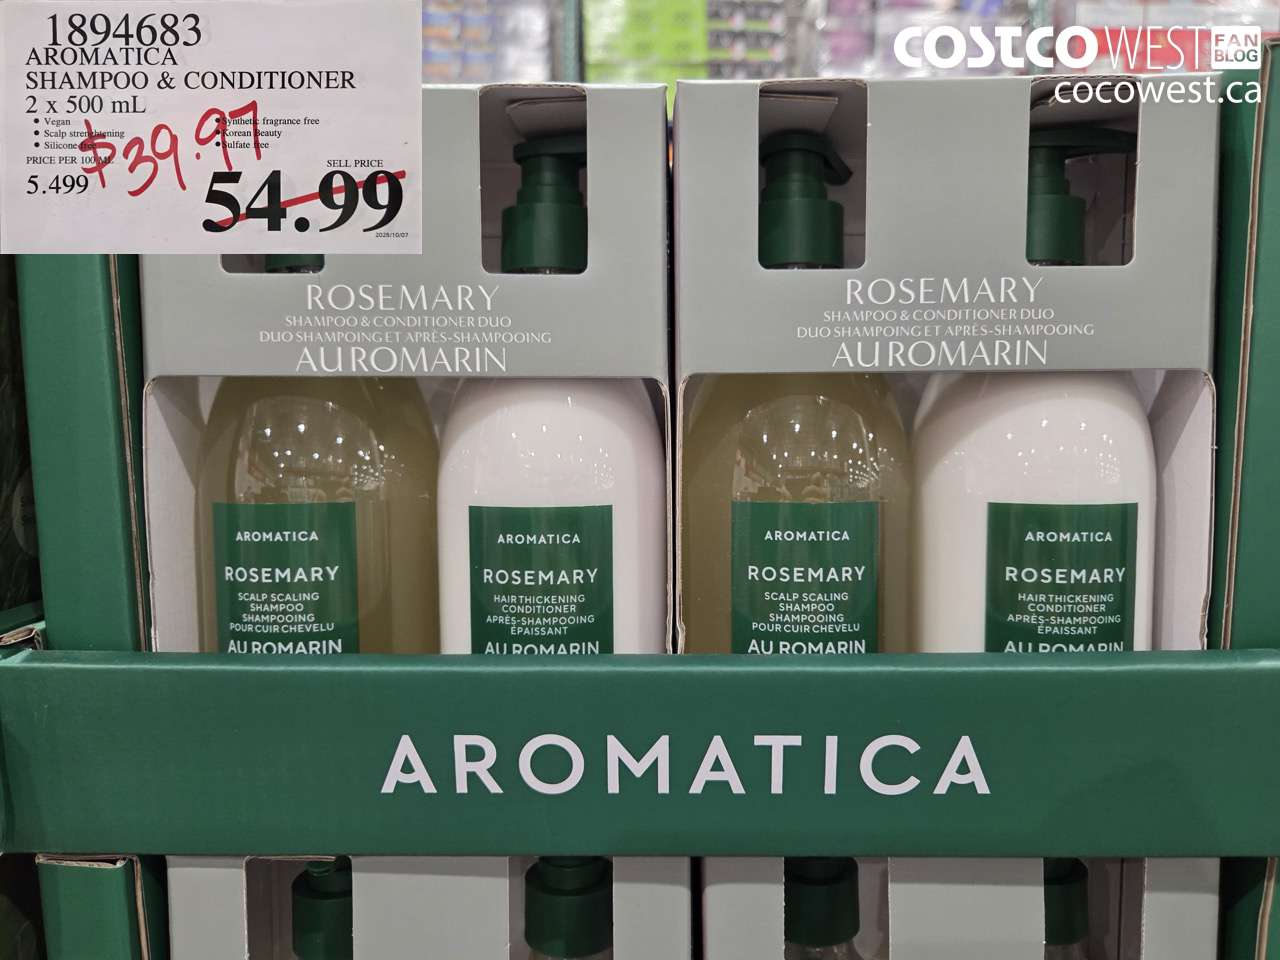 1894683
AROMATICA
SHAMPOO & CONDITIONER
2 x 500 mL
• Vegan
• Scalp strenghtening
• Silicone free
• Synthetic fragrance free
• Korean Beauty
• Sulfate free
PRICE PER 100 ML
5.499
$39.97
SELL PRICE
54.99
COSTCO WEST FAN BLOG
cocowest.ca
ROSEMARY
SHAMPOO & CONDITIONER DUO
DUO SHAMPOING ET APRÈS-SHAMPOOING
AU ROMARIN
ROSEMARY
SHAMPOO & CONDITIONER DUO
DUO SHAMPOING ET APRÈS-SHAMPOOING
AU ROMARIN
AROMATICA
ROSEMARY
SCALP SCALING
SHAMPOO
SHAMPOOING
POUR CUIR CHEVELU
AU ROMARIN
AROMATICA
ROSEMARY
HAIR THICKENING
CONDITIONER
APRÈS-SHAMPOOING
ÉPAISSANT
AU ROMARIN
AROMATICA
ROSEMARY
SCALP SCALING
SHAMPOO
SHAMPOOING
POUR CUIR CHEVELU
AU ROMARIN
AROMATICA
ROSEMARY
HAIR THICKENING
CONDITIONER
APRÈS-SHAMPOOING
ÉPAISSANT
AU ROMARIN
AROMATICA